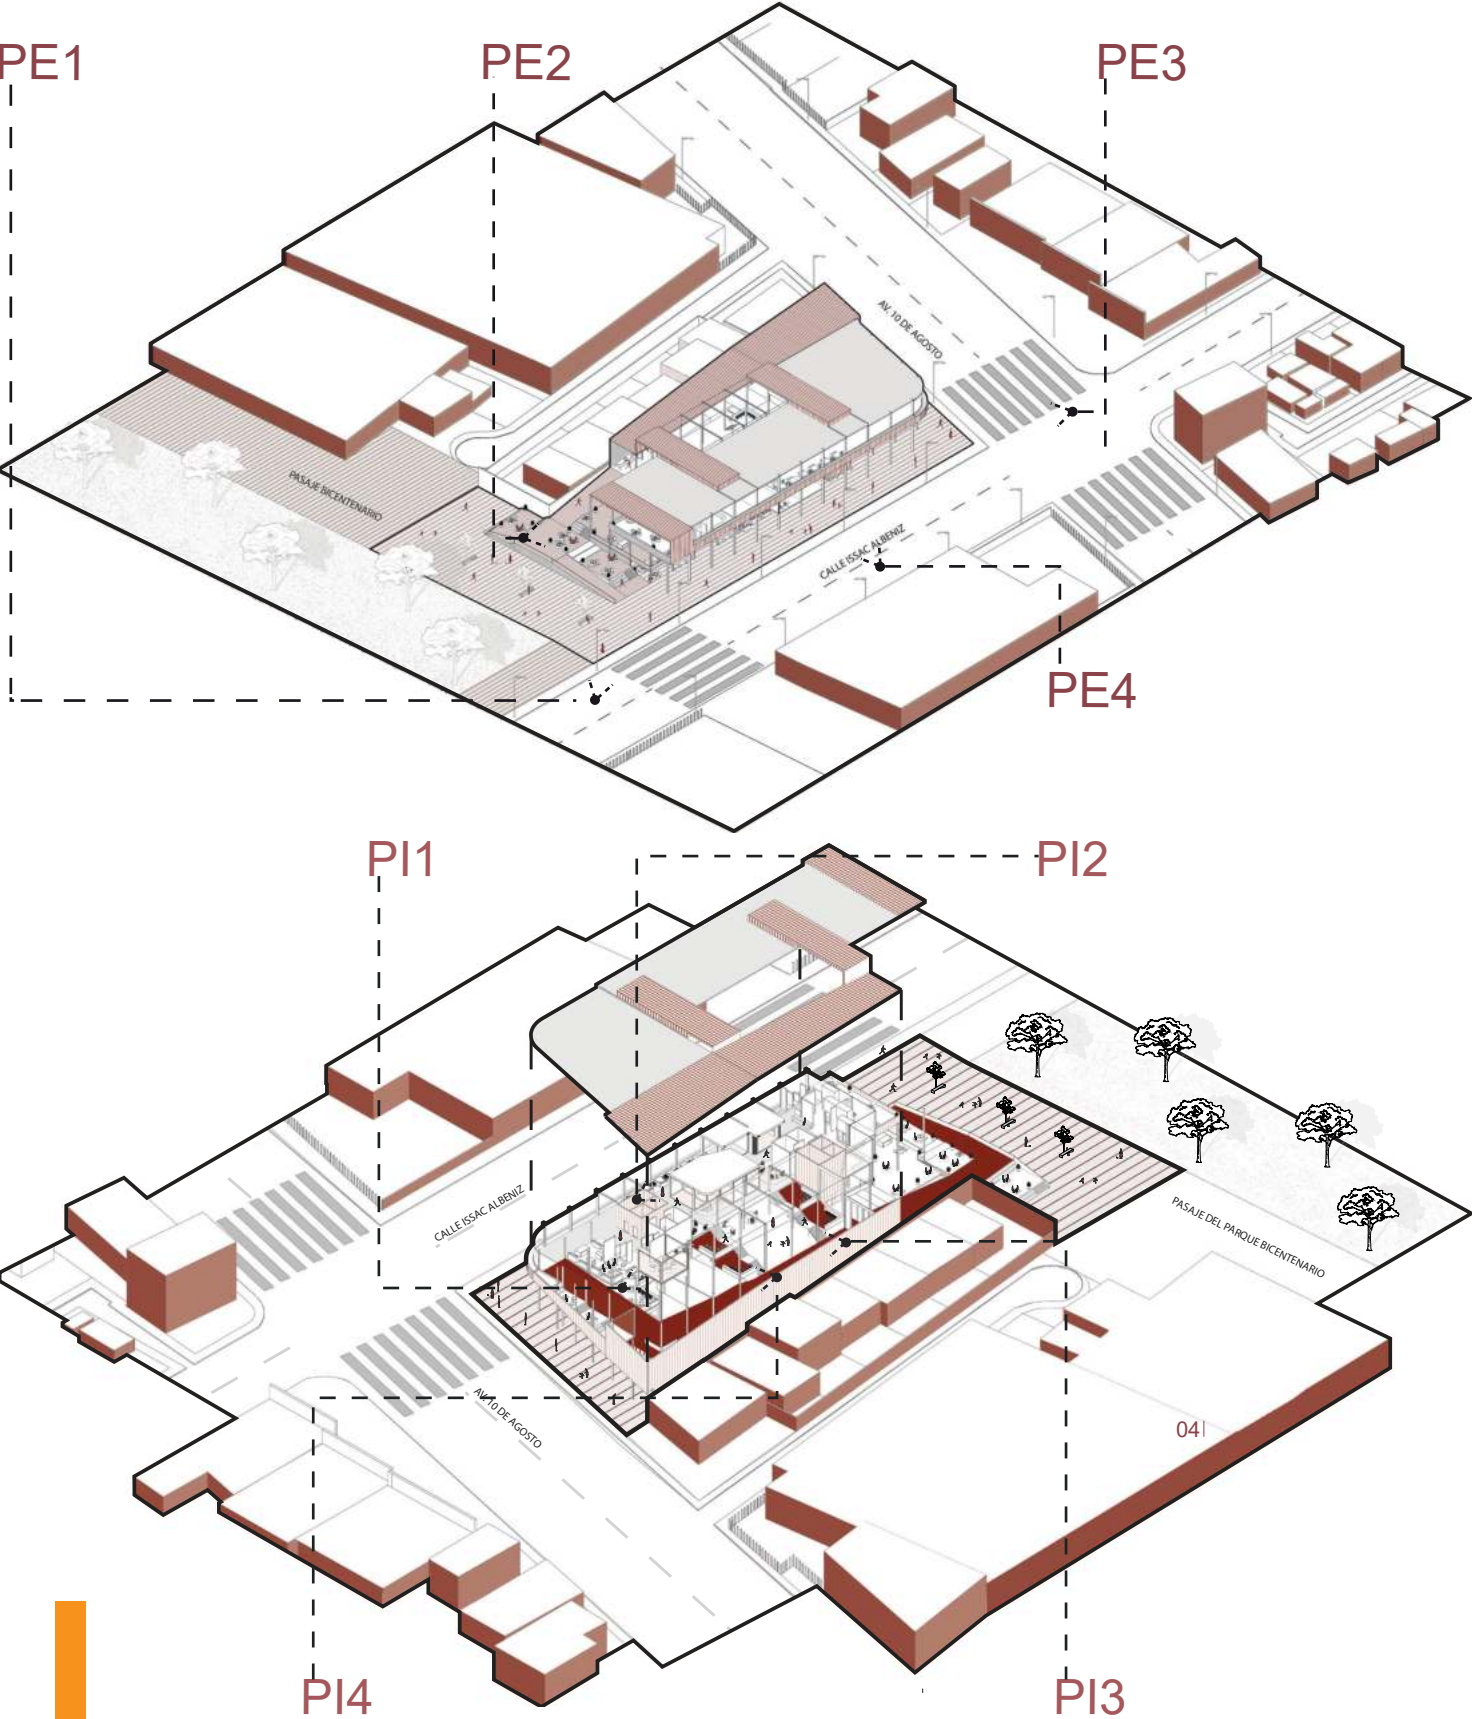 PE1
PE2
PE3
AV. 10 DE AGOSTO
PASAJE BICENTENARIO
CALLE ISSAC ALBENIZ
PE4
PI1
PI2
CALLE ISSAC ALBENIZ
PASAJE DEL PARQUE BICENTENARIO
AV. 10 DE AGOSTO
04|
PI4
PI3